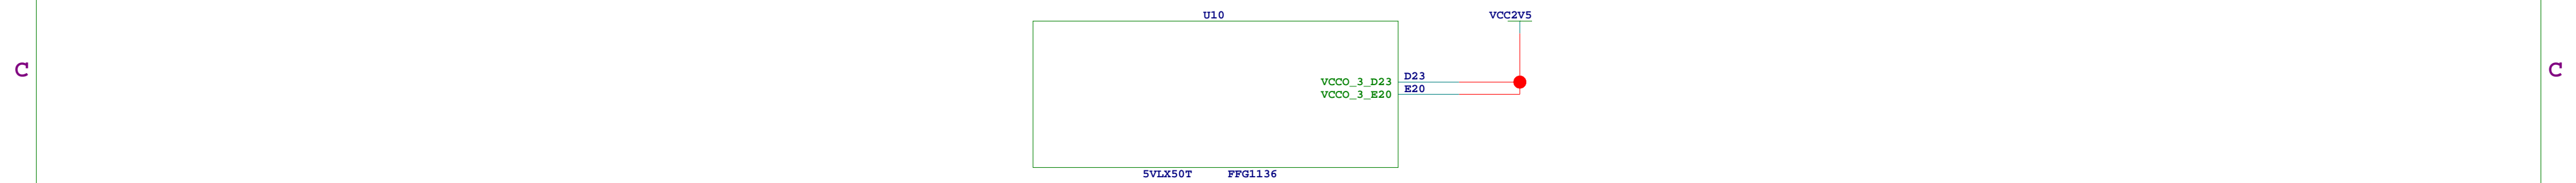 U10
VCC2V5
C
C
D23
VCCO_3_D23
E20
VCCO_3_E20
5VLX50T FFG1136